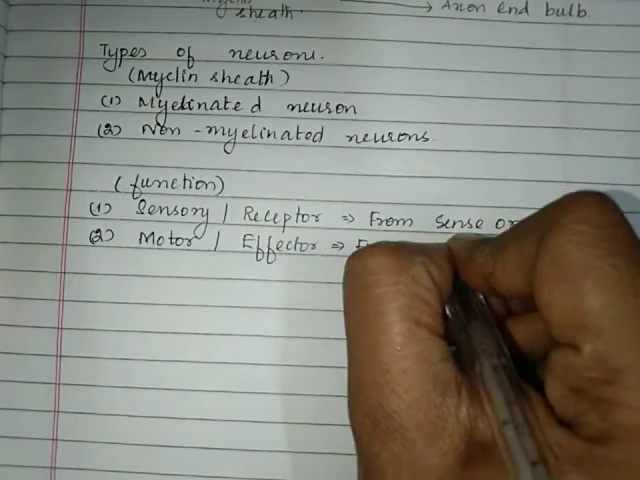 Myelin
sheath.
Axon end bulb.
Types of neurons.
(Myelin sheath)
(1) Myelinated neuron
(2) Non-myelinated neurons.
(function)
(1) Sensory / Receptor ⇒ From sense or
(2) Motor / Effector ⇒